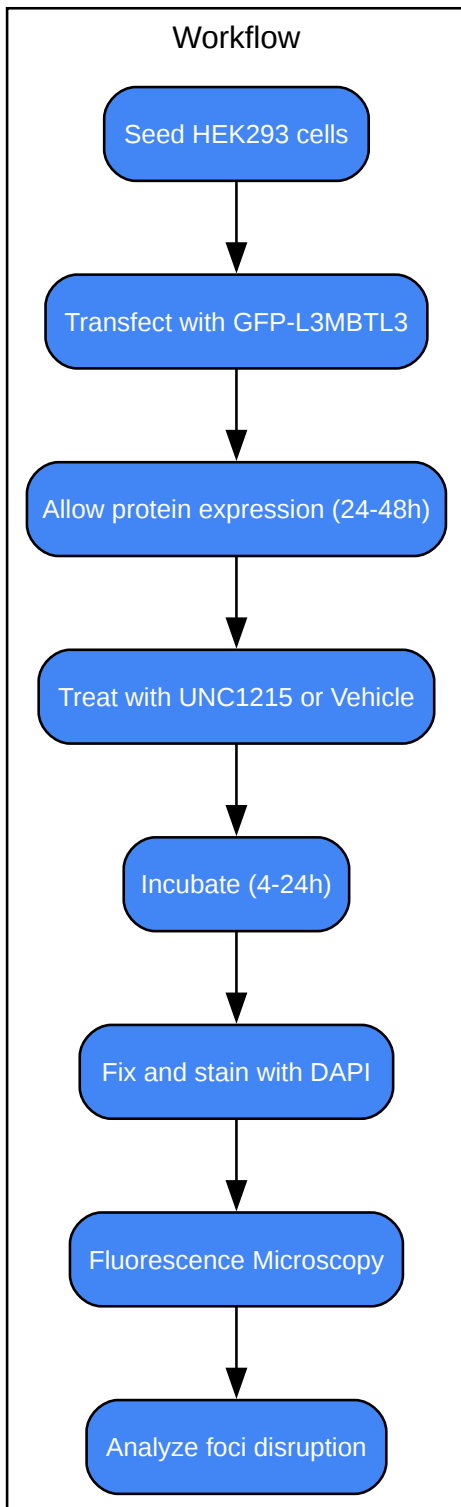 Workflow
Seed HEK293 cells
Transfect with GFP-L3MBTL3
Allow protein expression (24-48h)
Treat with UNC1215 or Vehicle
Incubate (4-24h)
Fix and stain with DAPI
Fluorescence Microscopy
Analyze foci disruption